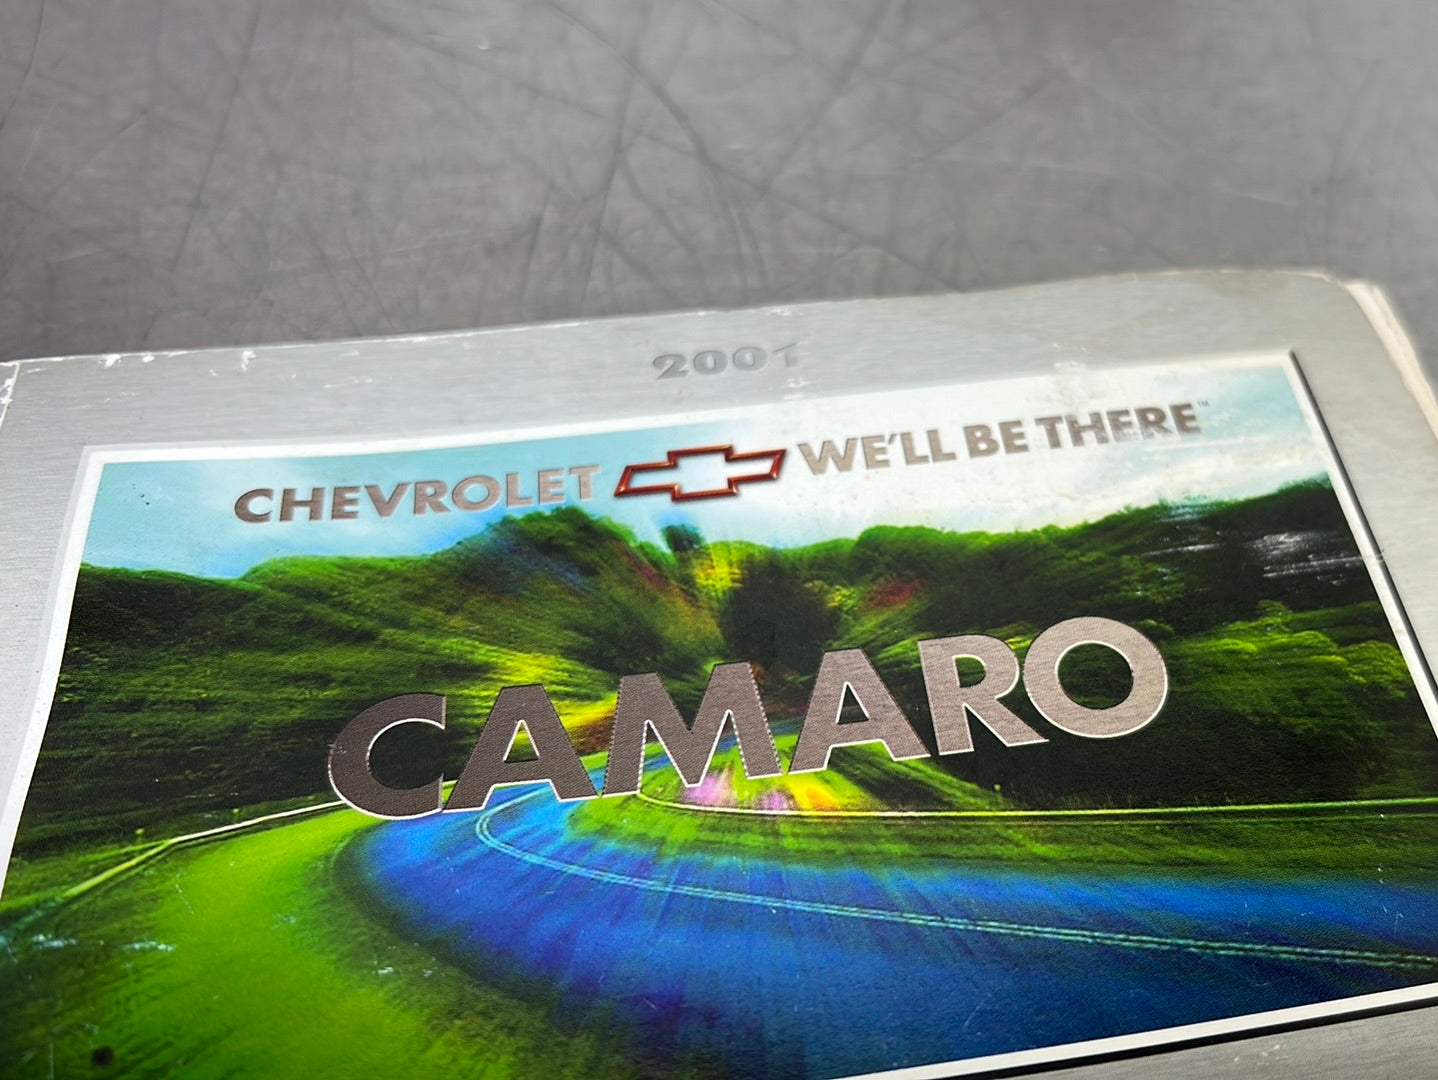 2001
CHEVROLET WE'LL BE THERE™
CAMARO